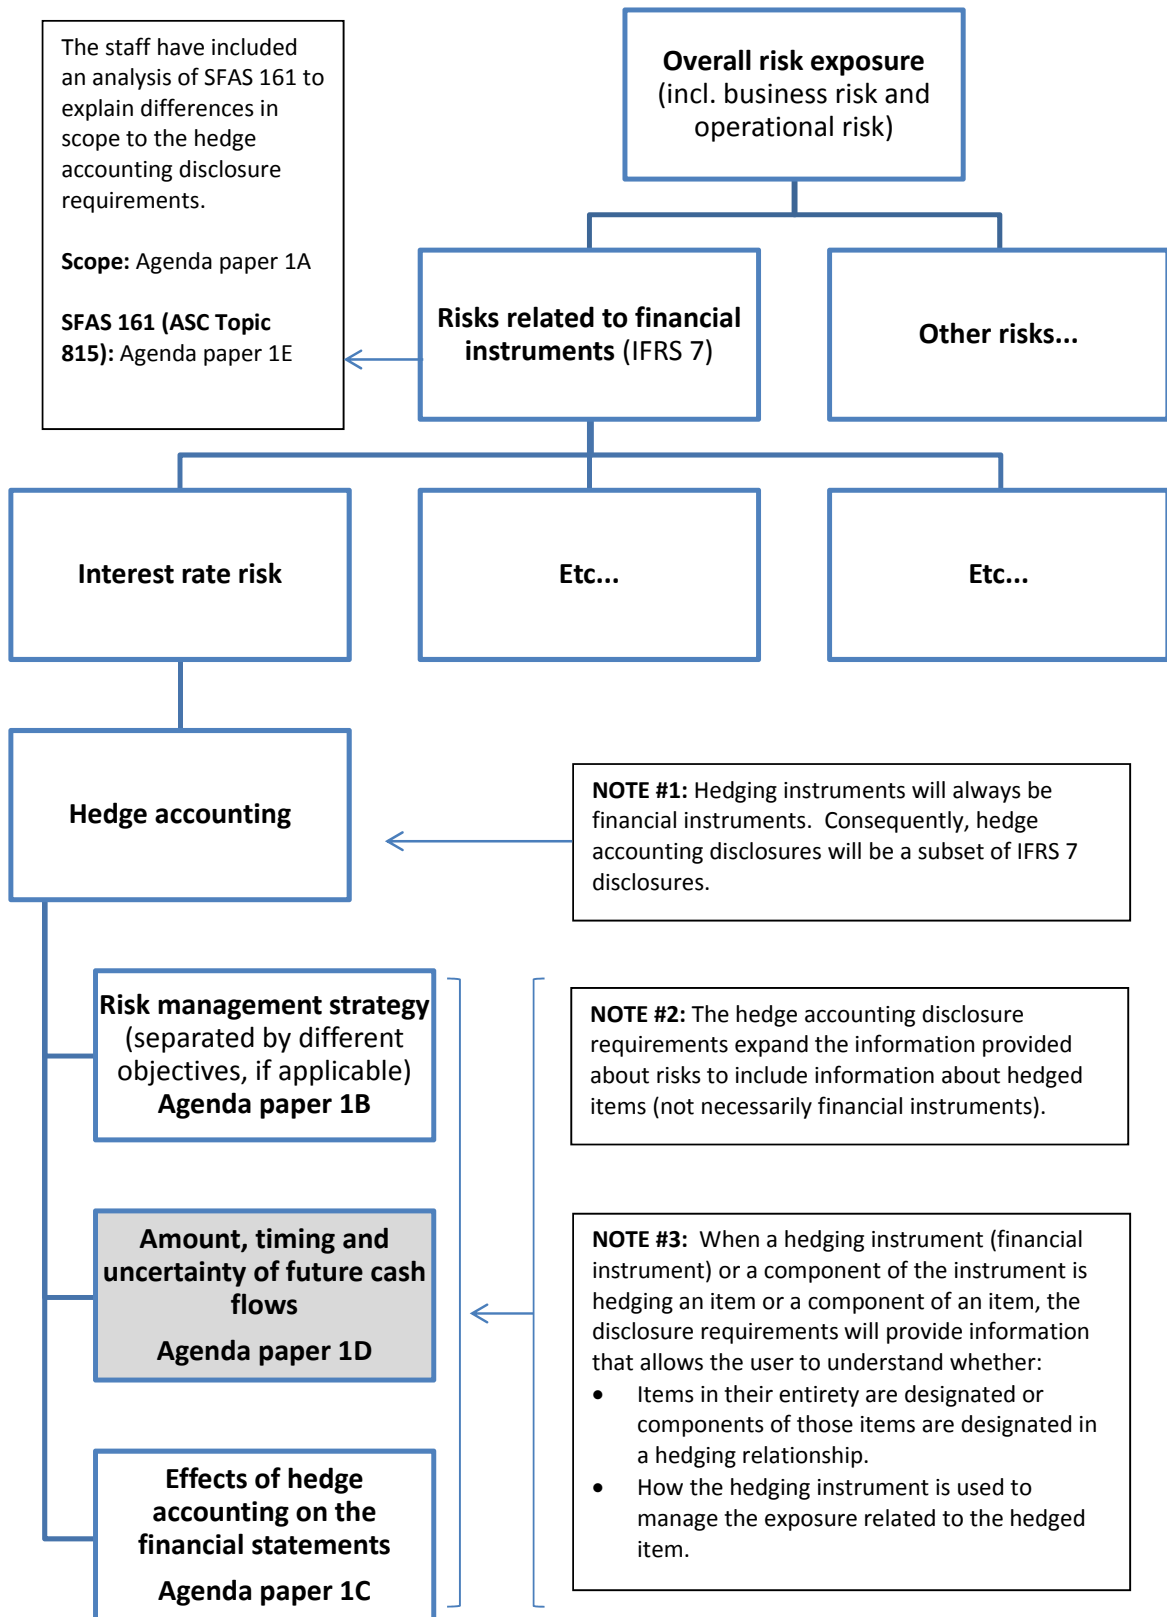 The staff have included
an analysis of SFAS 161 to
explain differences in
scope to the hedge
accounting disclosure
requirements.
Scope: Agenda paper 1A
SFAS 161 (ASC Topic
815): Agenda paper 1E
Overall risk exposure
(incl. business risk and
operational risk)
Risks related to financial
instruments (IFRS 7)
Other risks...
Interest rate risk
Etc...
Etc...
Hedge accounting
NOTE #1: Hedging instruments will always be
financial instruments. Consequently, hedge
accounting disclosures will be a subset of IFRS 7
disclosures.
Risk management strategy
(separated by different
objectives, if applicable)
Agenda paper 1B
NOTE #2: The hedge accounting disclosure
requirements expand the information provided
about risks to include information about hedged
items (not necessarily financial instruments).
Amount, timing and
uncertainty of future cash
flows
Agenda paper 1D
NOTE #3: When a hedging instrument (financial
instrument) or a component of the instrument is
hedging an item or a component of an item, the
disclosure requirements will provide information
that allows the user to understand whether:
• Items in their entirety are designated or
components of those items are designated in
a hedging relationship.
• How the hedging instrument is used to
manage the exposure related to the hedged
item.
Effects of hedge
accounting on the
financial statements
Agenda paper 1C